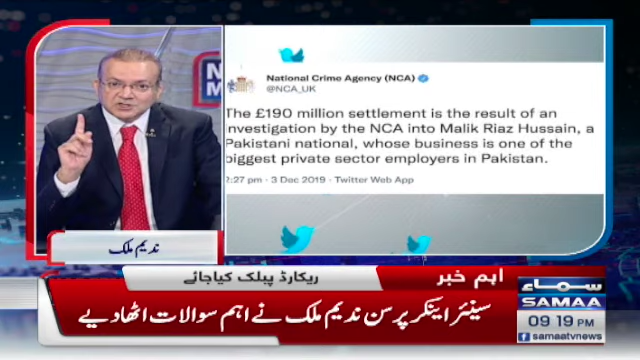 N
M
National Crime Agency (NCA)
@NCA_UK
The £190 million settlement is the result of an
investigation by the NCA into Malik Riaz Hussain, a
Pakistani national, whose business is one of the
biggest private sector employers in Pakistan.
2:27 pm · 3 Dec 2019 · Twitter Web App
ندیم ملک
اہم خبر
ریکارڈ پبلک کیا جائے
سینئر اینکر پرسن ندیم ملک نے اہم سوالات اٹھا دیے
سماء
SAMAA
09:19 PM
samaatvnews